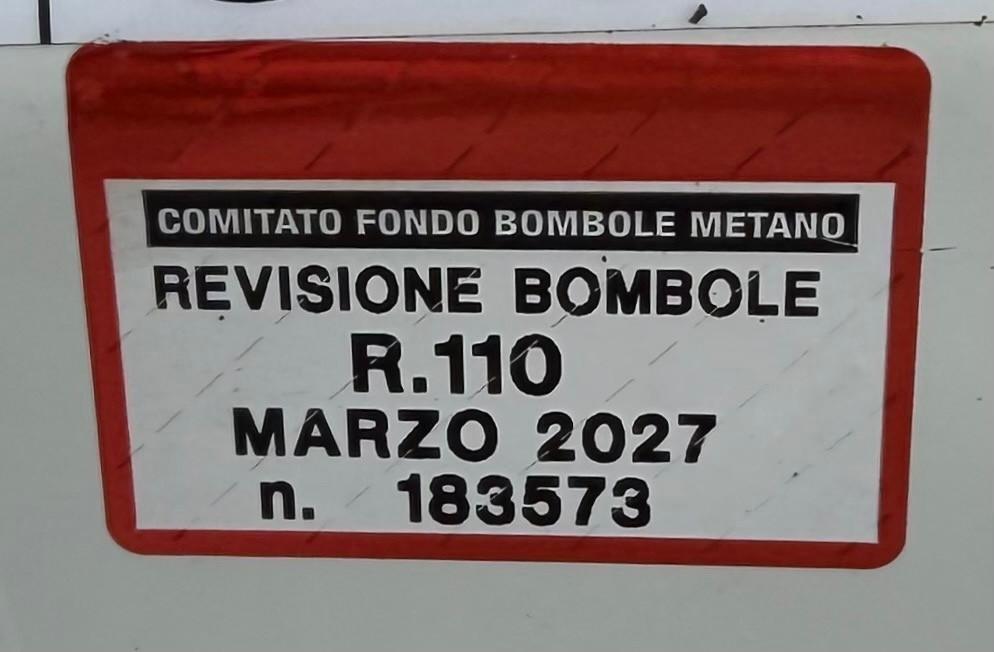 COMITATO FONDO BOMBOLE METANO
REVISIONE BOMBOLE
R.110
MARZO 2027
n. 183573